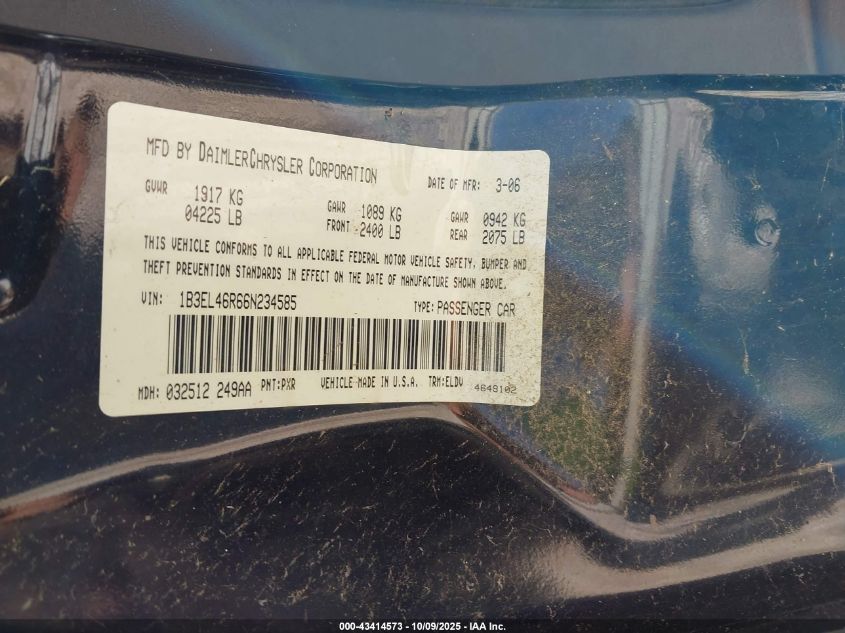 MFD BY DAIMLERCHRYSLER CORPORATION DATE OF MFR: 3-06
GVWR 1917 KG GAWR 1089 KG GAWR 0942 KG
04225 LB FRONT 2400 LB REAR 2075 LB
THIS VEHICLE CONFORMS TO ALL APPLICABLE FEDERAL MOTOR VEHICLE SAFETY, BUMPER AND
THEFT PREVENTION STANDARDS IN EFFECT ON THE DATE OF MANUFACTURE SHOWN ABOVE.
VIN: 1B3EL46R66N234585 TYPE: PASSENGER CAR
MDH: 032512 249AA PNT: PXR VEHICLE MADE IN U.S.A. TRM: ELDV 4648102
000-43414573 - 10/09/2025 - IAA Inc.